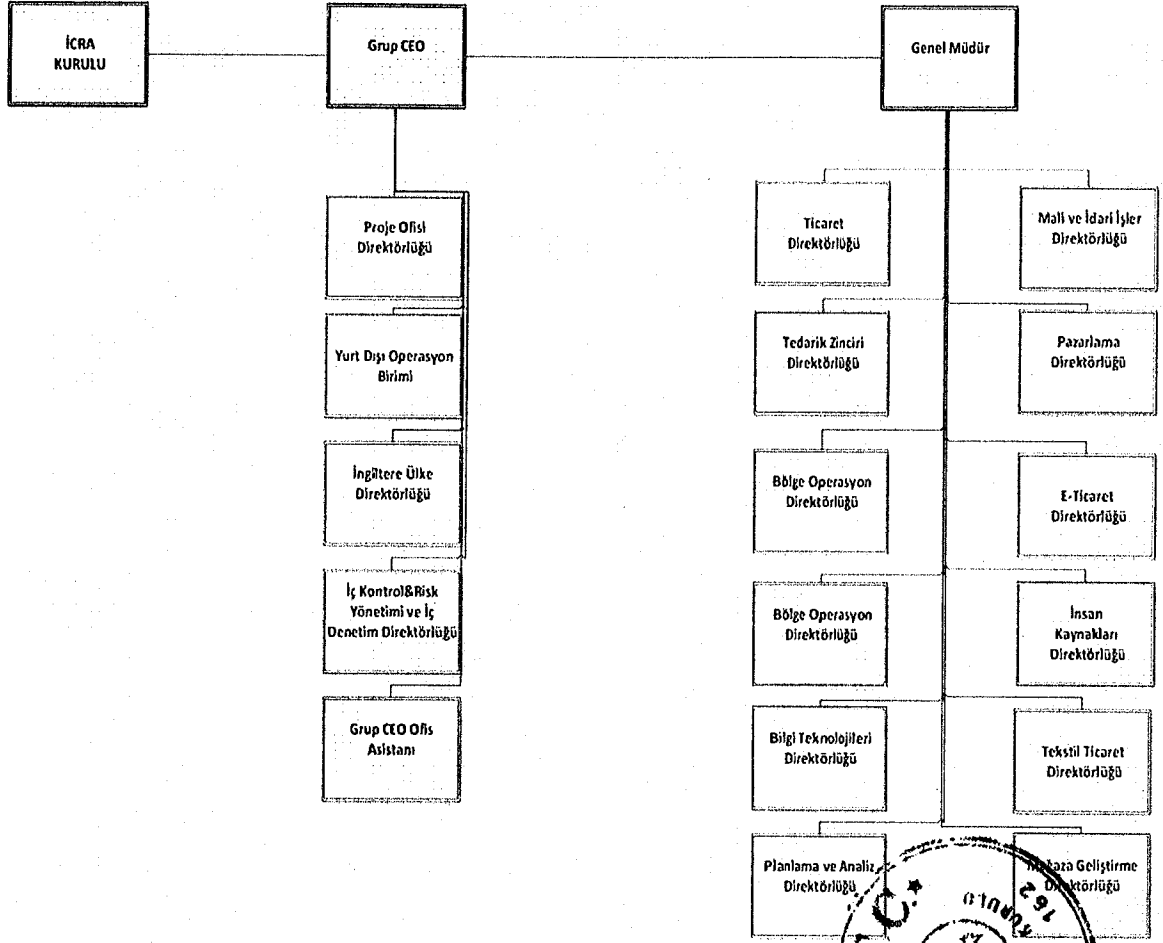 İCRA
KURULU
Grup CEO
Genel Müdür
Proje Ofisi
Direktörlüğü
Yurt Dışı Operasyon
Birimi
İngiltere Ülke
Direktörlüğü
İç Kontrol&Risk
Yönetimi ve İç
Denetim Direktörlüğü
Grup CEO Ofis
Asistanı
Ticaret
Direktörlüğü
Mali ve İdari İşler
Direktörlüğü
Tedarik Zinciri
Direktörlüğü
Pazarlama
Direktörlüğü
Bölge Operasyon
Direktörlüğü
E-Ticaret
Direktörlüğü
Bölge Operasyon
Direktörlüğü
İnsan
Kaynakları
Direktörlüğü
Bilgi Teknolojileri
Direktörlüğü
Tekstil Ticaret
Direktörlüğü
Planlama ve Analiz
Direktörlüğü
Mağaza Geliştirme
Direktörlüğü
KURULU